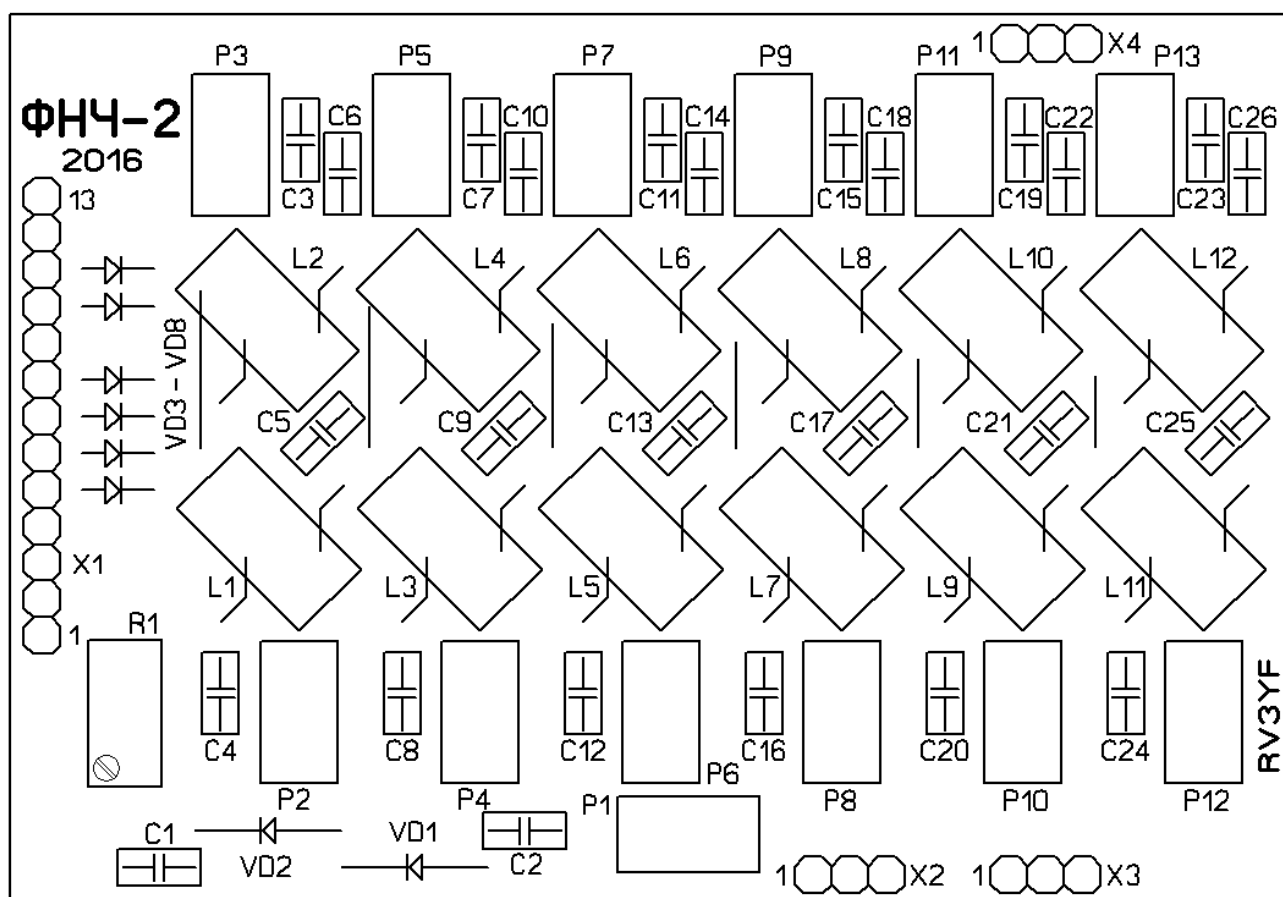 P3
P5
P7
P9
P11
1
X4
P13
ФНЧ-2
2016
C6
C10
C14
C18
C22
C26
C3
C7
C11
C15
C19
C23
13
L2
L4
L6
L8
L10
L12
VD3 - VD8
C5
C9
C13
C17
C21
C25
X1
L1
L3
L5
L7
L9
L11
1
R1
C4
C8
C12
C16
C20
C24
RV3YF
P2
P4
P6
P1
P8
P10
P12
C1
VD2
VD1
C2
1
X2
1
X3